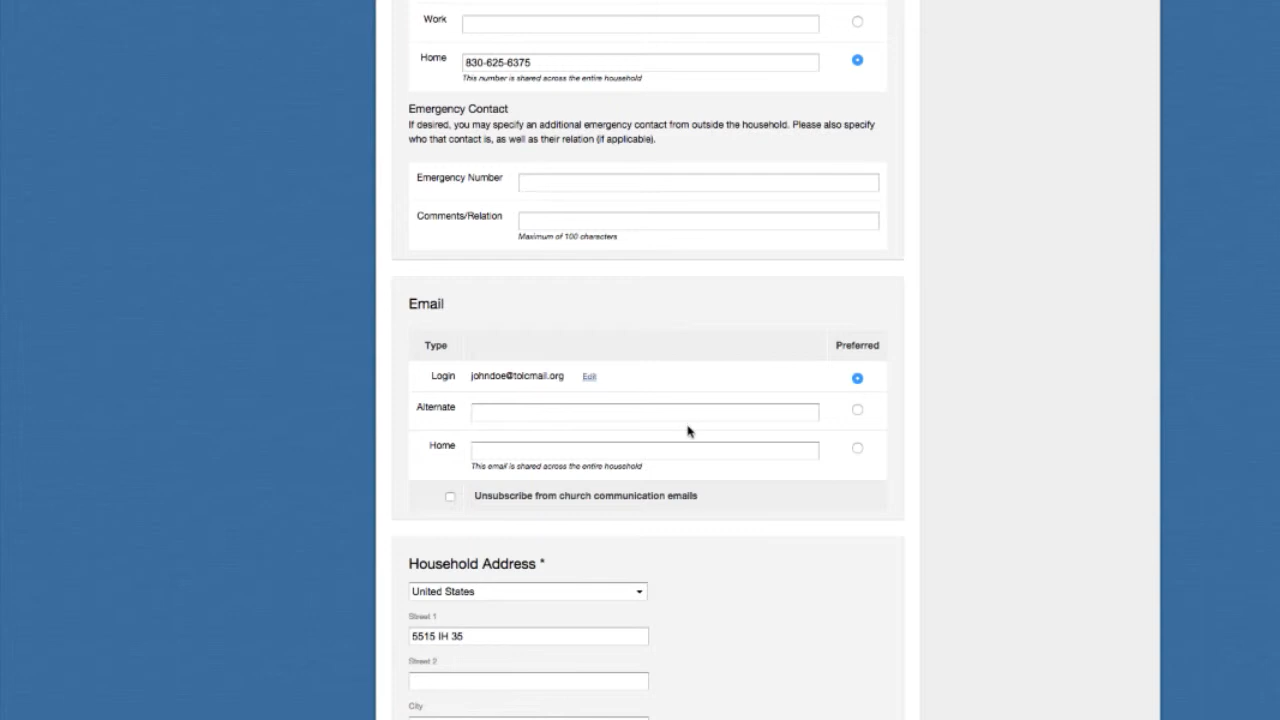 Work
Home 830-625-6375
This number is shared across the entire household
Emergency Contact
If desired, you may specify an additional emergency contact from outside the household. Please also specify
who that contact is, as well as their relation (if applicable).
Emergency Number
Comments/Relation
Maximum of 100 characters
Email
Type Preferred
Login johndoe@tolcmail.org Edit
Alternate
Home
This email is shared across the entire household
Unsubscribe from church communication emails
Household Address *
United States
Street 1
5515 IH 35
Street 2
City